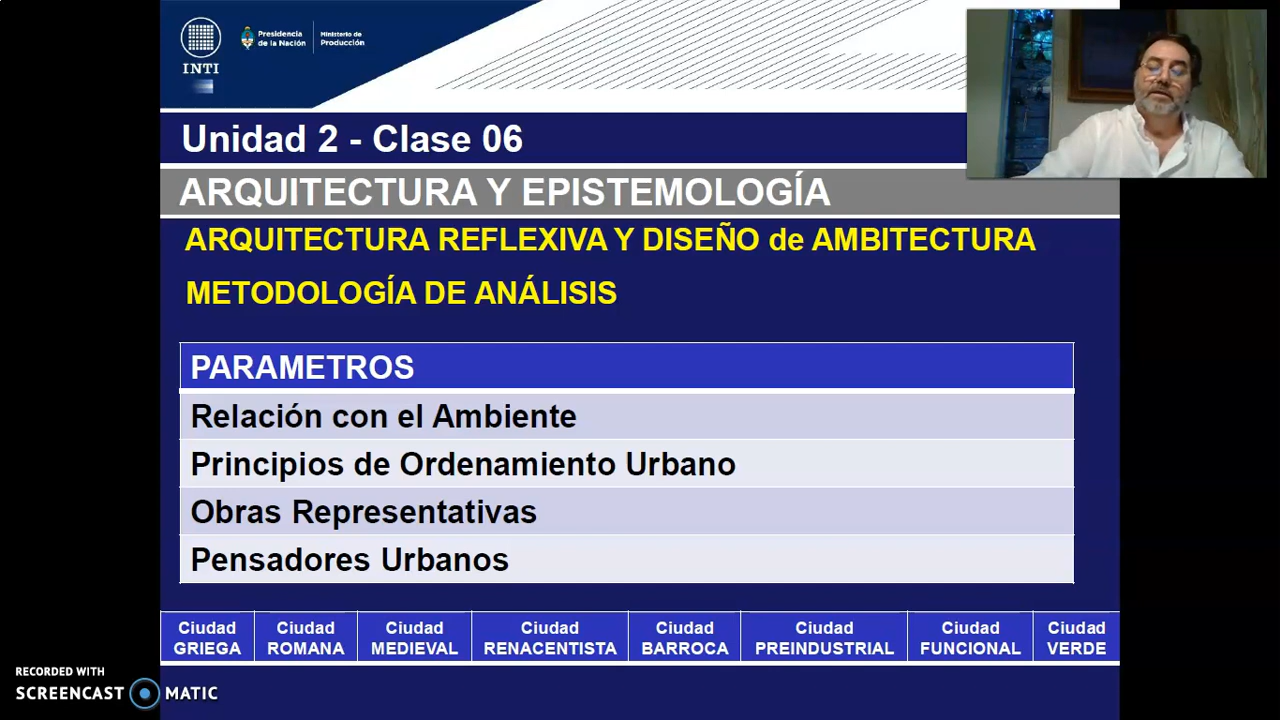 INTI
Presidencia
de la Nación
Ministerio de
Producción
Unidad 2 - Clase 06
ARQUITECTURA Y EPISTEMOLOGÍA
ARQUITECTURA REFLEXIVA Y DISEÑO de AMBITECTURA
METODOLOGÍA DE ANÁLISIS
PARAMETROS
Relación con el Ambiente
Principios de Ordenamiento Urbano
Obras Representativas
Pensadores Urbanos
Ciudad GRIEGA
Ciudad ROMANA
Ciudad MEDIEVAL
Ciudad RENACENTISTA
Ciudad BARROCA
Ciudad PREINDUSTRIAL
Ciudad FUNCIONAL
Ciudad VERDE
RECORDED WITH
SCREENCAST MATIC